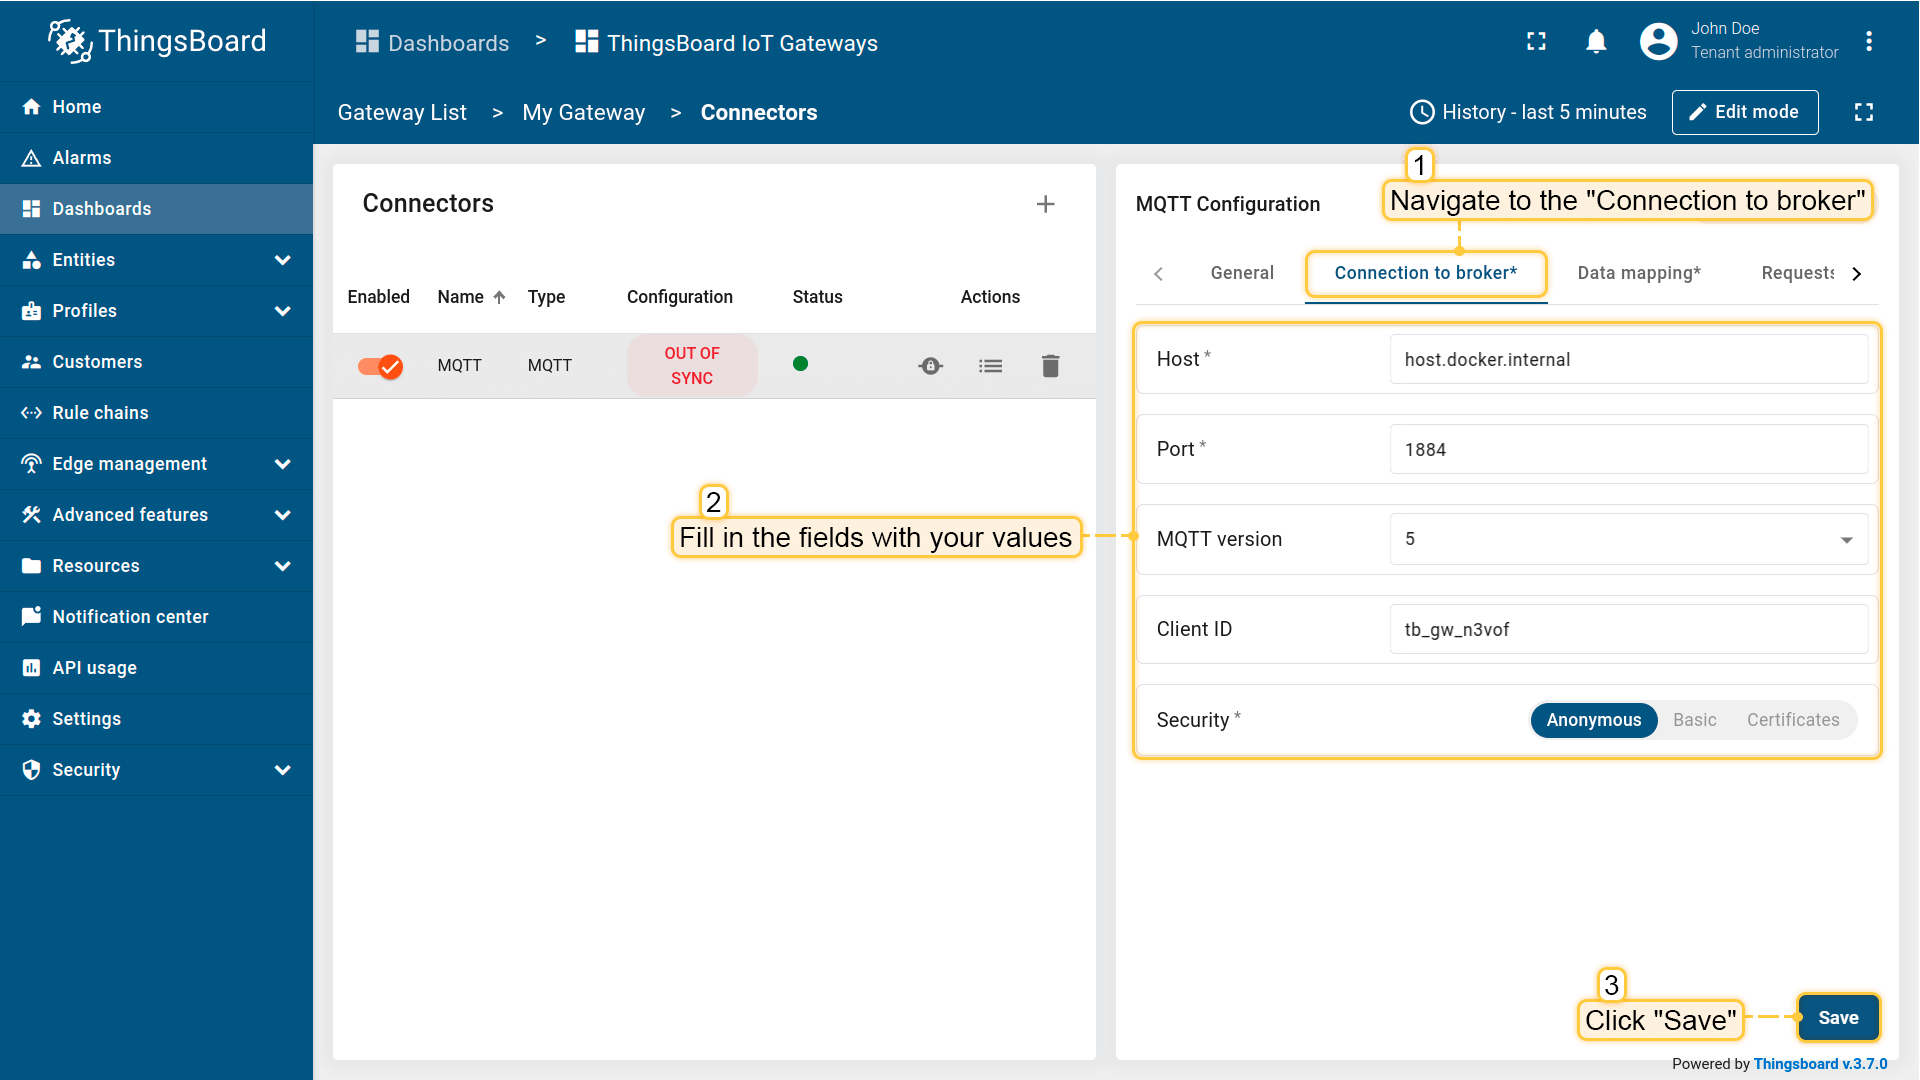 ThingsBoard
Dashboards > ThingsBoard IoT Gateways
John Doe
Tenant administrator
Gateway List > My Gateway > Connectors
History - last 5 minutes
Edit mode
Home
Alarms
Dashboards
Entities
Profiles
Customers
Rule chains
Edge management
Advanced features
Resources
Notification center
API usage
Settings
Security
Connectors
Enabled Name Type Configuration Status Actions
MQTT MQTT OUT OF
SYNC
1
Navigate to the "Connection to broker"
MQTT Configuration
General Connection to broker* Data mapping* Requests
Host *
host.docker.internal
Port *
1884
2
Fill in the fields with your values
MQTT version
5
Client ID
tb_gw_n3vof
Security *
Anonymous Basic Certificates
3
Click "Save"
Save
Powered by Thingsboard v.3.7.0